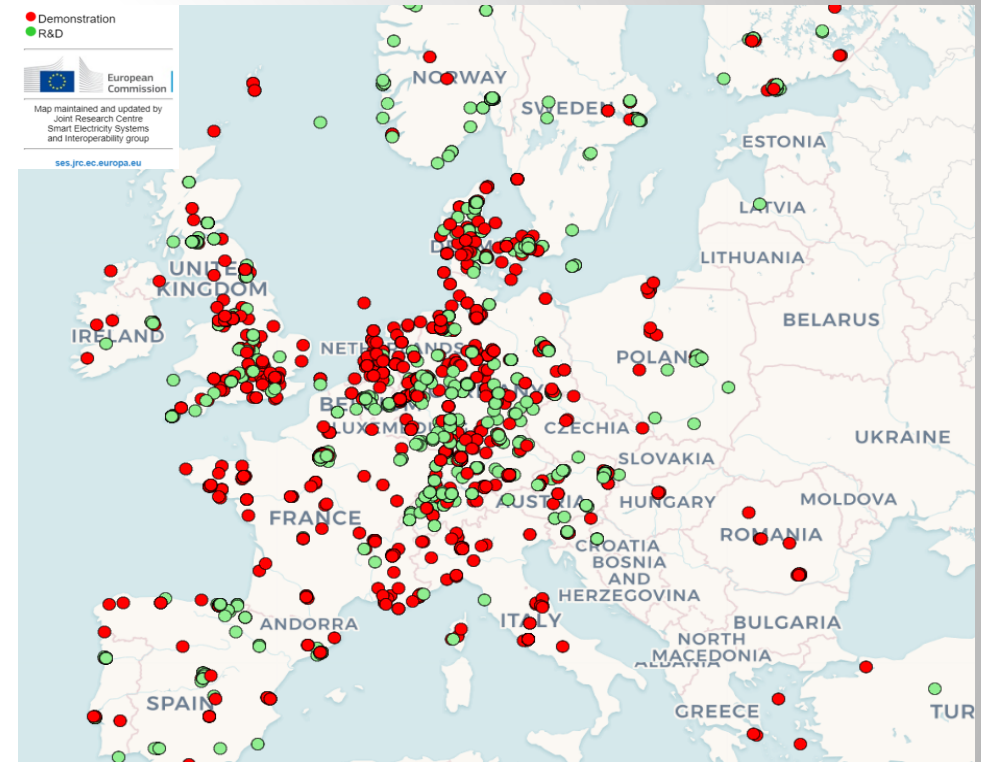 Demonstration
R&D
European
Commission
Map maintained and updated by
Joint Research Centre
Smart Electricity Systems
and Interoperability group
ses.jrc.ec.europa.eu
NORWAY
SWEDEN
ESTONIA
LATVIA
LITHUANIA
UNITED
KINGDOM
IRELAND
BELARUS
NETHERLANDS
POLAND
LUXEMBOURG
CZECHIA
UKRAINE
SLOVAKIA
AUSTRIA
HUNGARY
MOLDOVA
FRANCE
ROMANIA
CROATIA
BOSNIA
AND
HERZEGOVINA
ANDORRA
ITALY
BULGARIA
NORTH
MACEDONIA
ALBANIA
SPAIN
GREECE
TUR